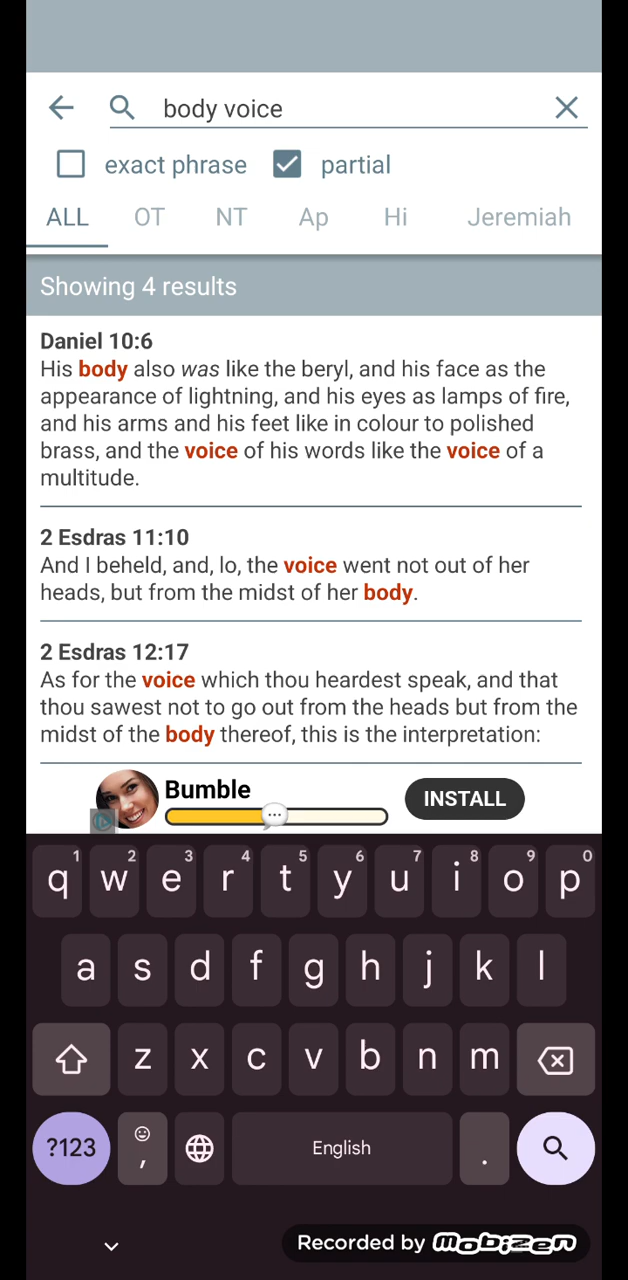 body voice
exact phrase partial
ALL OT NT Ap Hi Jeremiah
Showing 4 results
Daniel 10:6
His body also was like the beryl, and his face as the
appearance of lightning, and his eyes as lamps of fire,
and his arms and his feet like in colour to polished
brass, and the voice of his words like the voice of a
multitude.
2 Esdras 11:10
And I beheld, and, lo, the voice went not out of her
heads, but from the midst of her body.
2 Esdras 12:17
As for the voice which thou heardest speak, and that
thou sawest not to go out from the heads but from the
midst of the body thereof, this is the interpretation:
Bumble
INSTALL
1 2 3 4 5 6 7 8 9 0
q w e r t y u i o p
a s d f g h j k l
z x c v b n m
?123 , English .
Recorded by Mobizen